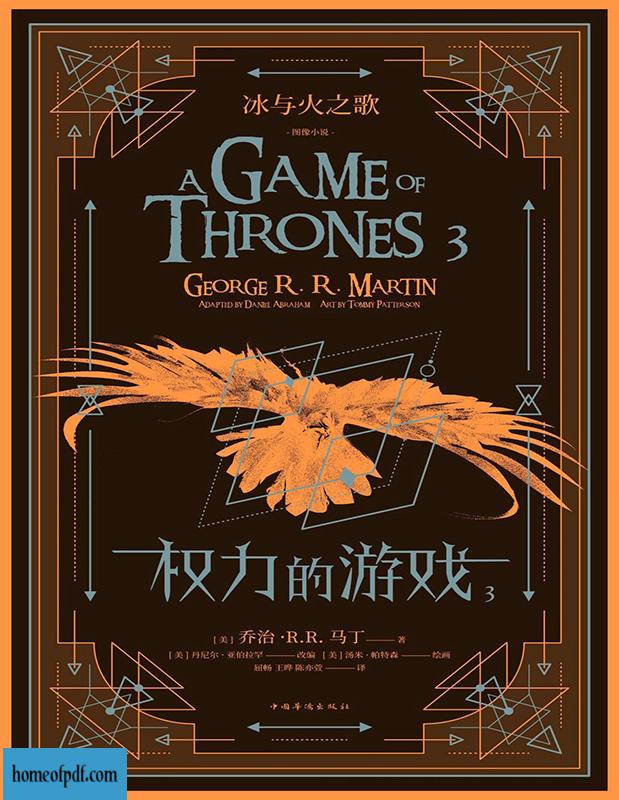 冰与火之歌
- 图像小说 -
A GAME OF
THRONES 3
GEORGE R. R. MARTIN
ADAPTED BY DANIEL ABRAHAM ART BY TOMMY PATTERSON
权力的游戏 3
[美] 乔治·R.R. 马丁——著
[美] 丹尼尔·亚伯拉罕——改编 [美] 汤米·帕特森——绘画
屈畅 王晔 陈亦萱——译
中国华侨出版社
homeofpdf.com